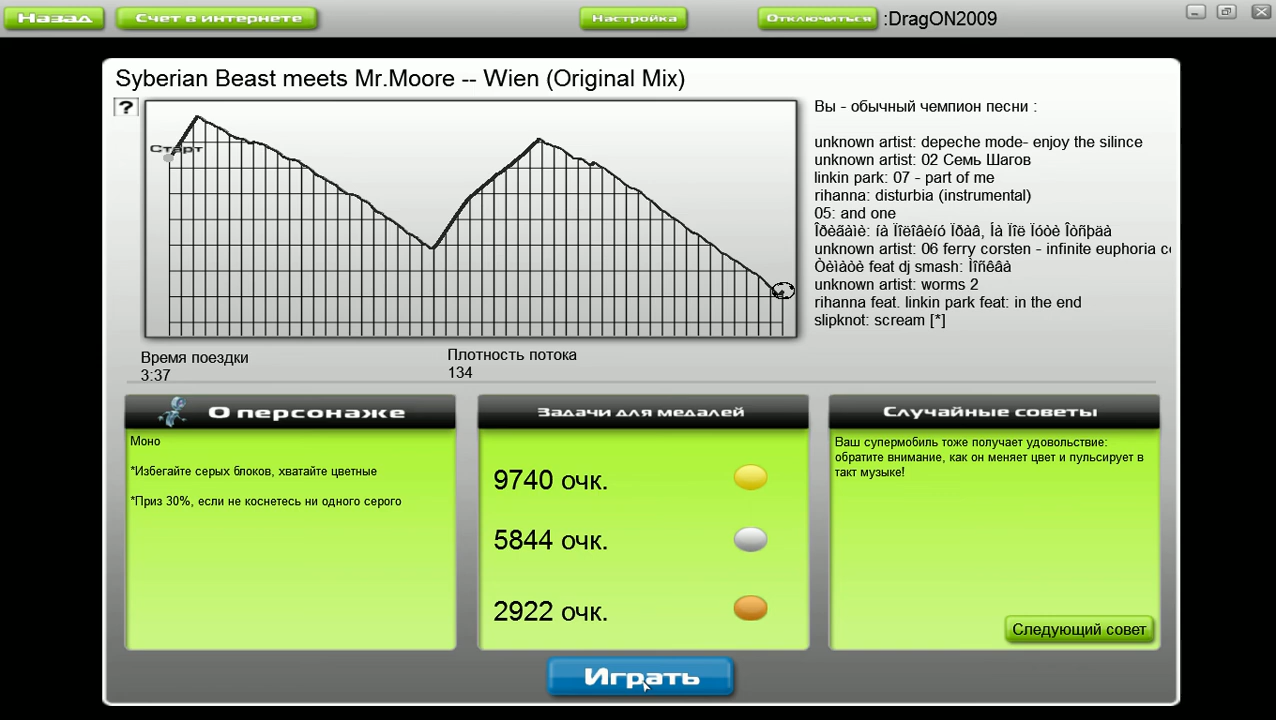 Назад
Счет в интернете
Настройка
Отключиться
:DragON2009
Syberian Beast meets Mr.Moore -- Wien (Original Mix)
?
Старт
Вы - обычный чемпион песни :
unknown artist: depeche mode- enjoy the silince
unknown artist: 02 Семь Шагов
linkin park: 07 - part of me
rihanna: disturbia (instrumental)
05: and one
Îðèãàìè: íà Ïîëîâèíó Ïðàâà, Íà Ïîë Ïóòè Îòñþäà
unknown artist: 06 ferry corsten - infinite euphoria c
Òèìàòè feat dj smash: Ìîñêâà
unknown artist: worms 2
rihanna feat. linkin park feat: in the end
slipknot: scream [*]
Время поездки
3:37
Плотность потока
134
О персонаже
Моно
*Избегайте серых блоков, хватайте цветные
*Приз 30%, если не коснетесь ни одного серого
Задачи для медалей
9740 очк.
5844 очк.
2922 очк.
Случайные советы
Ваш супермобиль тоже получает удовольствие:
обратите внимание, как он меняет цвет и пульсирует в
такт музыке!
Следующий совет
Играть